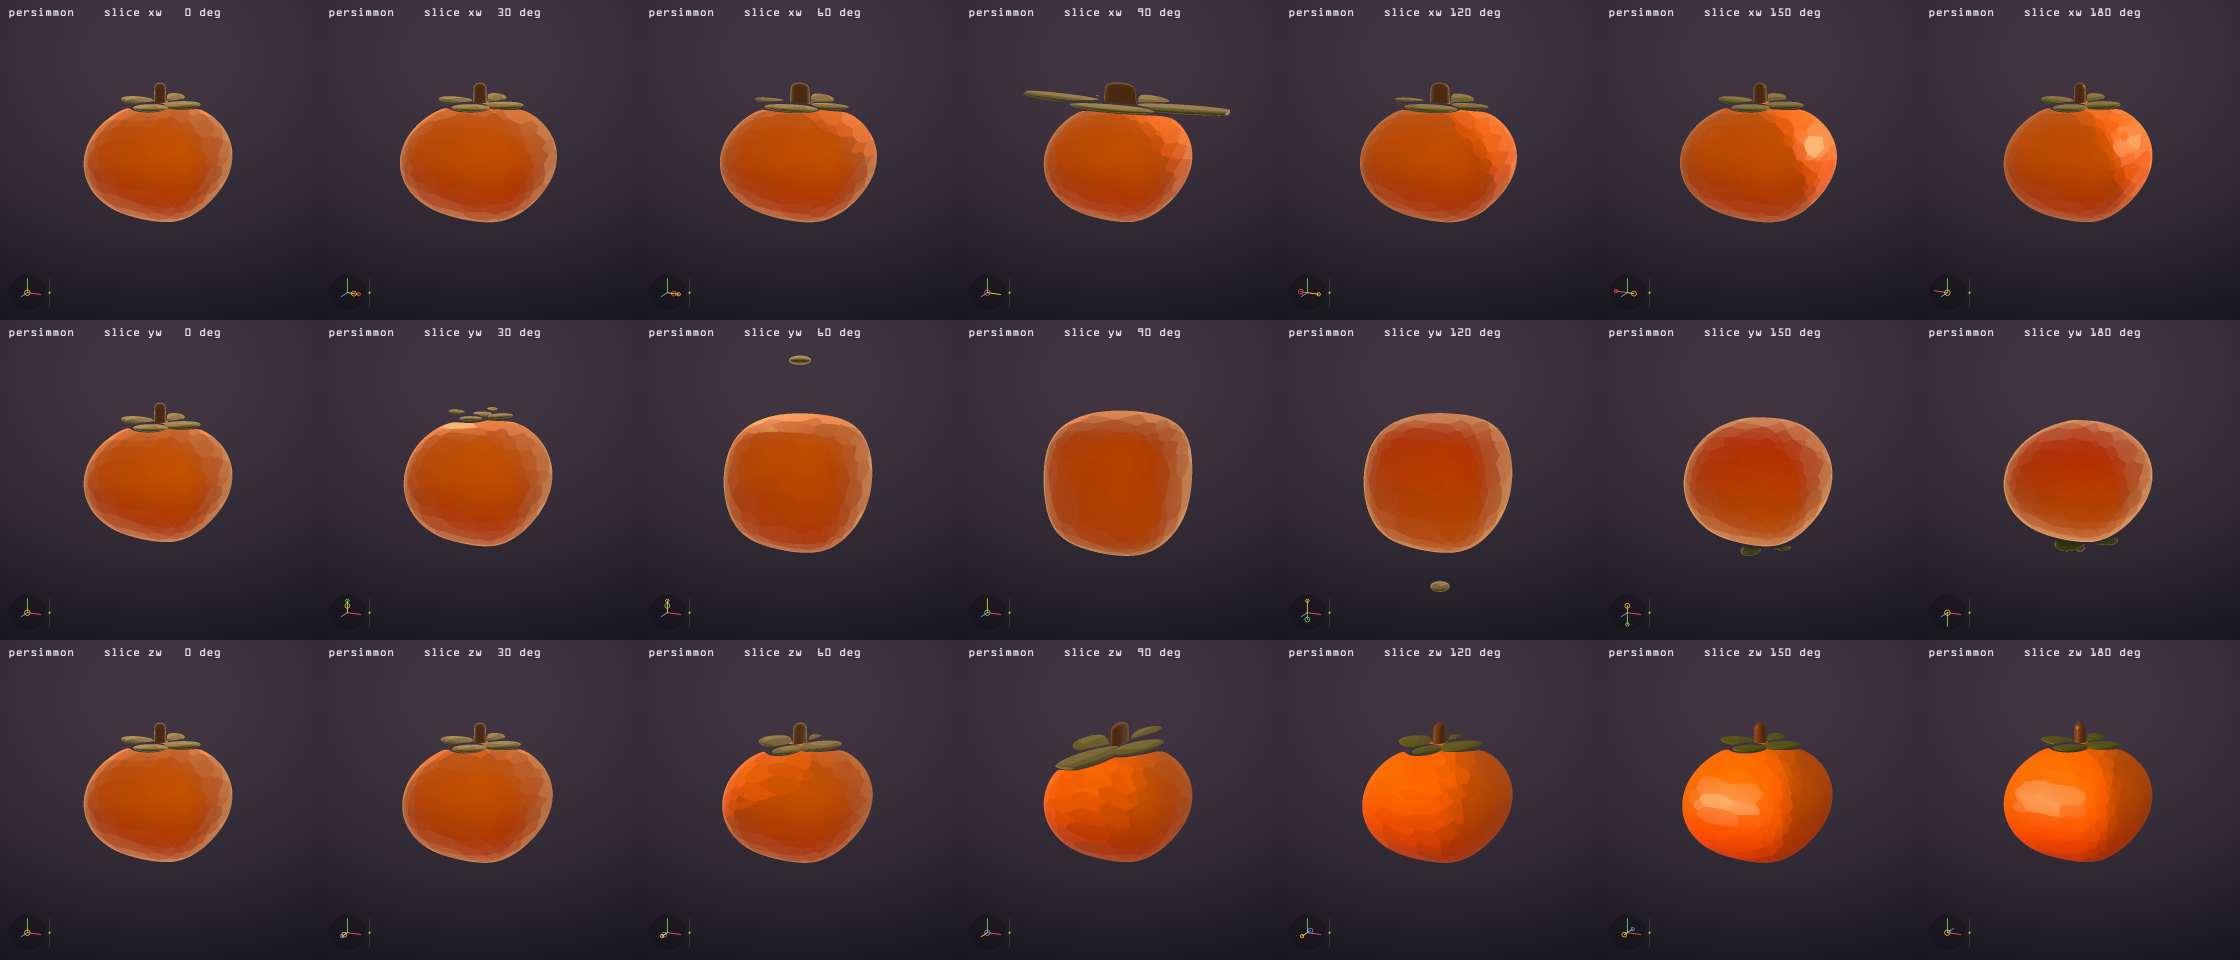 persimmon slice xw 0 deg
persimmon slice xw 30 deg
persimmon slice xw 60 deg
persimmon slice xw 90 deg
persimmon slice xw 120 deg
persimmon slice xw 150 deg
persimmon slice xw 180 deg
persimmon slice yw 0 deg
persimmon slice yw 30 deg
persimmon slice yw 60 deg
persimmon slice yw 90 deg
persimmon slice yw 120 deg
persimmon slice yw 150 deg
persimmon slice yw 180 deg
persimmon slice zw 0 deg
persimmon slice zw 30 deg
persimmon slice zw 60 deg
persimmon slice zw 90 deg
persimmon slice zw 120 deg
persimmon slice zw 150 deg
persimmon slice zw 180 deg